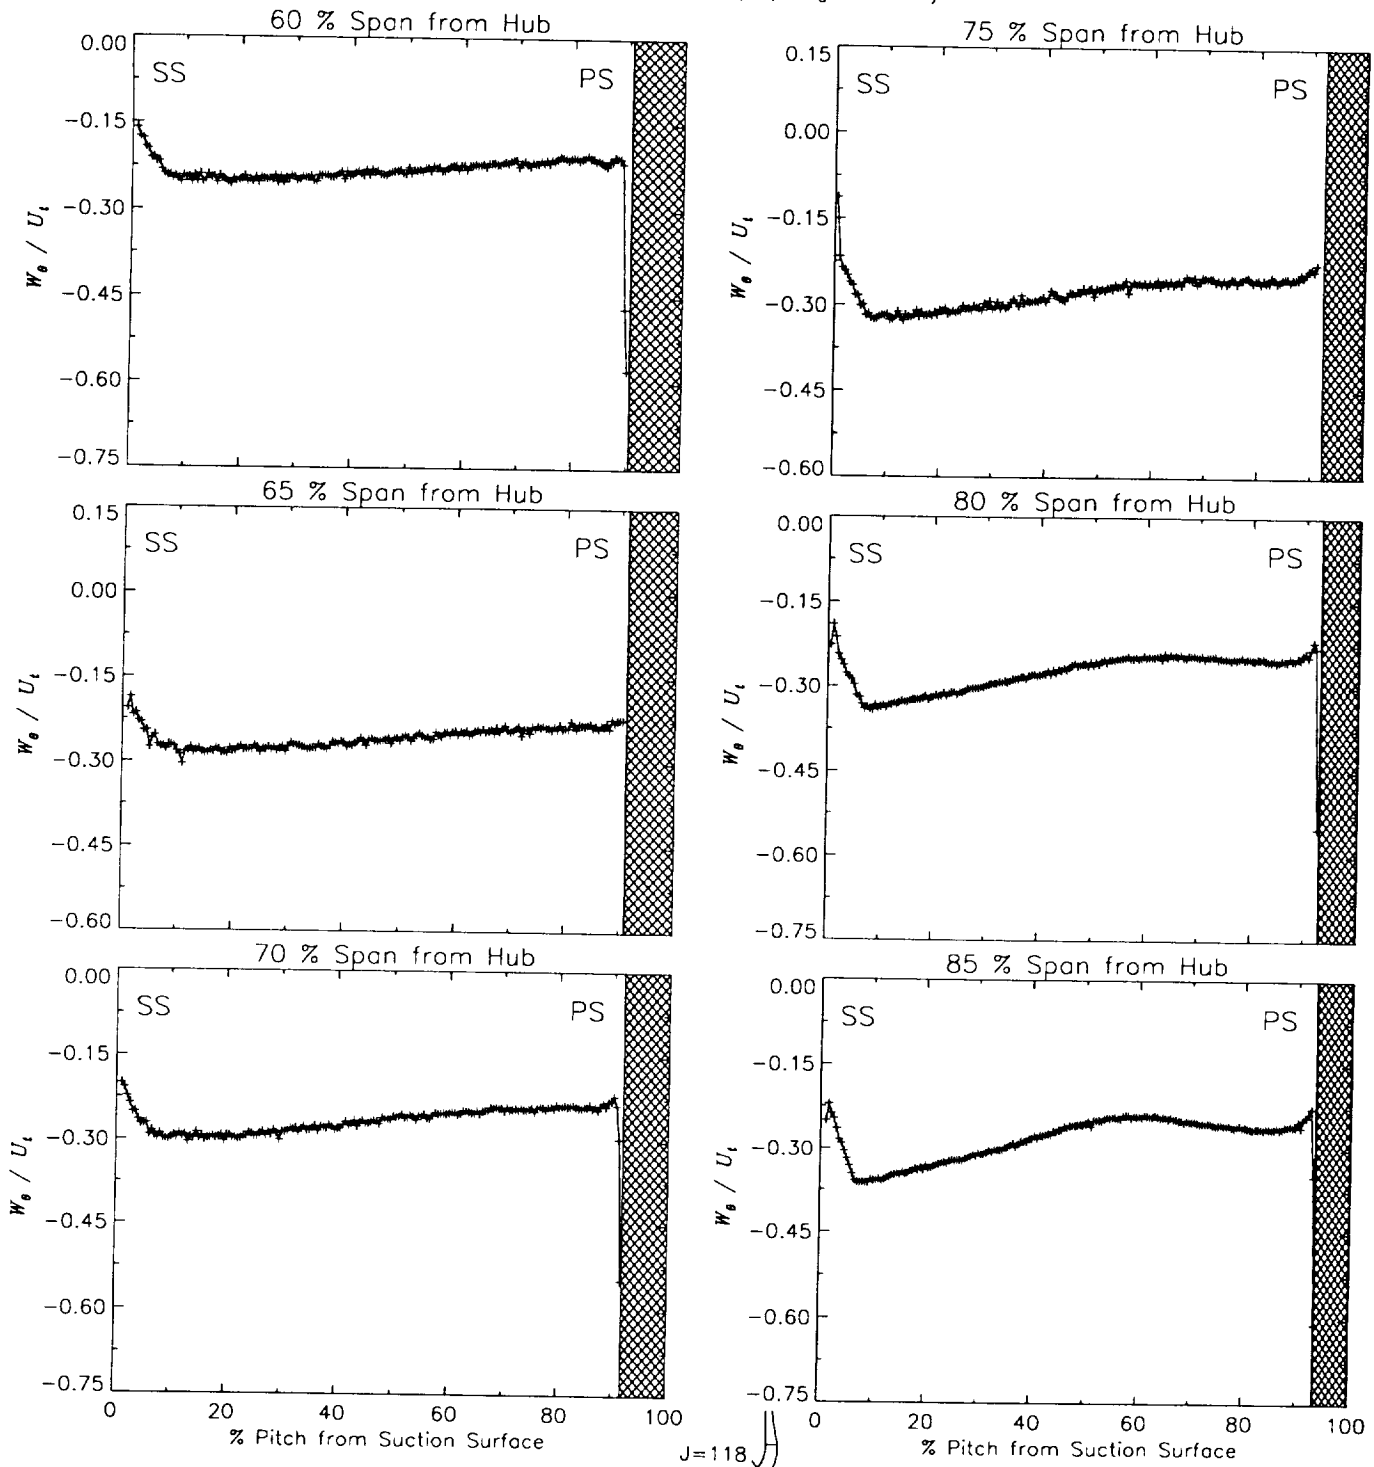 60 % Span from Hub
0.00
−0.15
−0.30
−0.45
−0.60
−0.75
SS
PS
W_θ / U_t
65 % Span from Hub
0.15
0.00
−0.15
−0.30
−0.45
−0.60
SS
PS
W_θ / U_t
70 % Span from Hub
0.00
−0.15
−0.30
−0.45
−0.60
−0.75
SS
PS
W_θ / U_t
0 20 40 60 80 100
% Pitch from Suction Surface
75 % Span from Hub
0.15
0.00
−0.15
−0.30
−0.45
−0.60
SS
PS
W_θ / U_t
80 % Span from Hub
0.00
−0.15
−0.30
−0.45
−0.60
−0.75
SS
PS
W_θ / U_t
85 % Span from Hub
0.00
−0.15
−0.30
−0.45
−0.60
−0.75
SS
PS
W_θ / U_t
0 20 40 60 80 100
% Pitch from Suction Surface
J=118